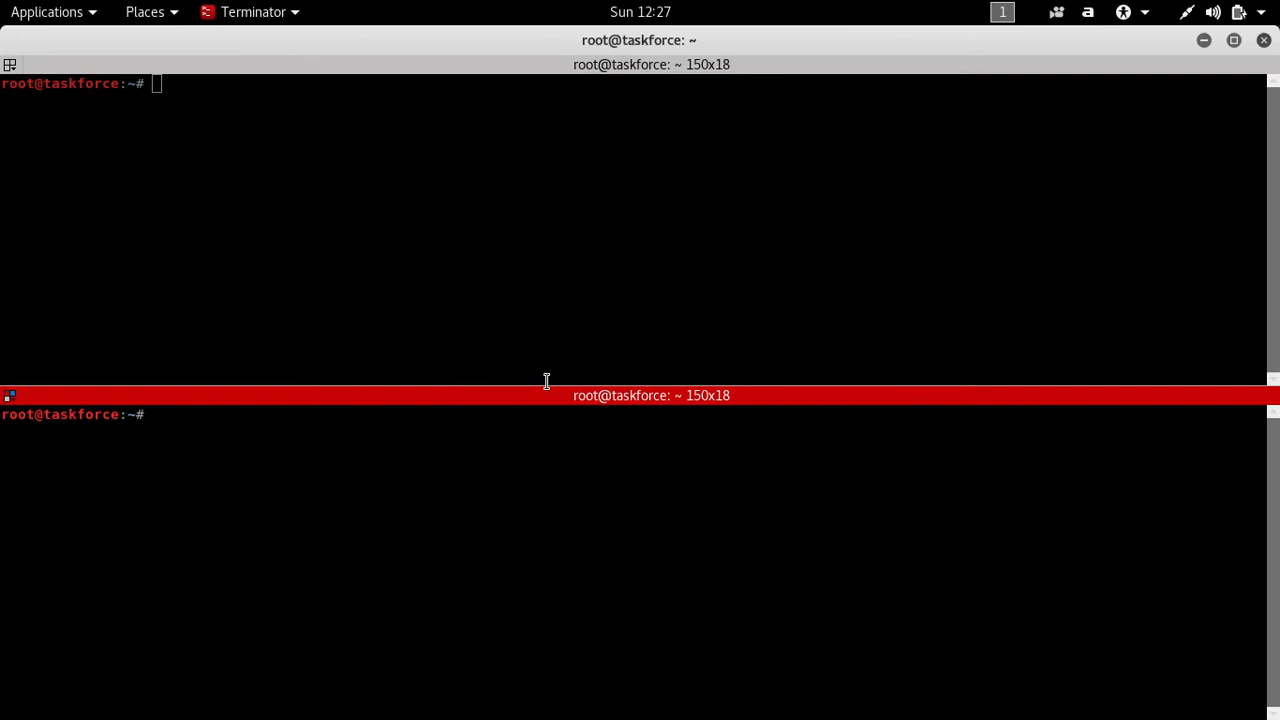 Applications Places Terminator Sun 12:27 1 a
root@taskforce: ~
root@taskforce: ~ 150x18
root@taskforce:~#
root@taskforce: ~ 150x18
root@taskforce:~#